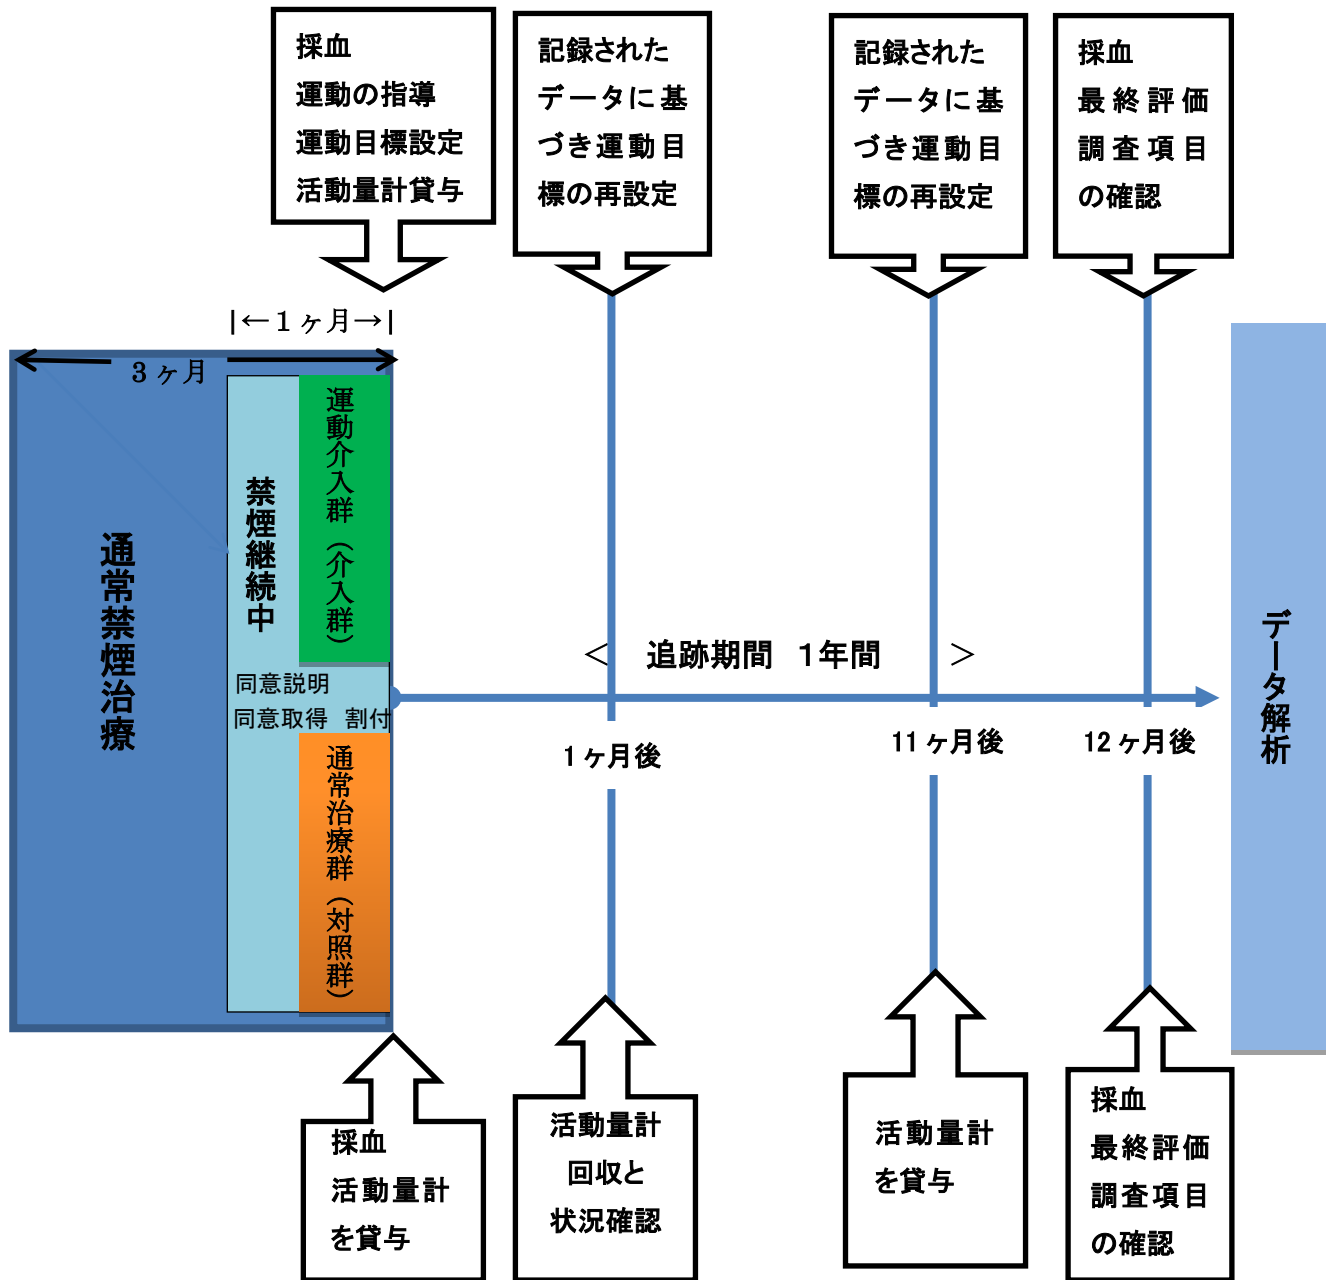 採血
運動の指導
運動目標設定
活動量計貸与
記録された
データに基
づき運動目
標の再設定
記録された
データに基
づき運動目
標の再設定
採血
最終評価
調査項目
の確認
|←1ヶ月→|
3ヶ月
通常禁煙治療
禁煙継続中
運動介入群（介入群）
同意説明
同意取得 割付
通常治療群（対照群）
＜ 追跡期間 1年間 ＞
1ヶ月後
11ヶ月後
12ヶ月後
データ解析
採血
活動量計
を貸与
活動量計
回収と
状況確認
活動量計
を貸与
採血
最終評価
調査項目
の確認